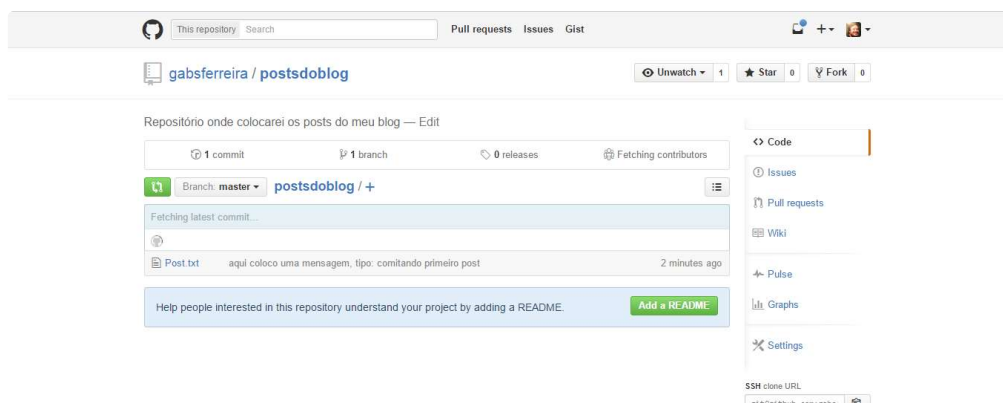 This repository Search Pull requests Issues Gist
gabsferreira / postsdoblog Unwatch 1 Star 0 Fork 0
Repositório onde colocarei os posts do meu blog — Edit
1 commit 1 branch 0 releases Fetching contributors
Branch: master postsdoblog / +
Fetching latest commit...
Post.txt aqui coloco uma mensagem, tipo: comitando primeiro post 2 minutes ago
Help people interested in this repository understand your project by adding a README. Add a README
Code
Issues
Pull requests
Wiki
Pulse
Graphs
Settings
SSH clone URL